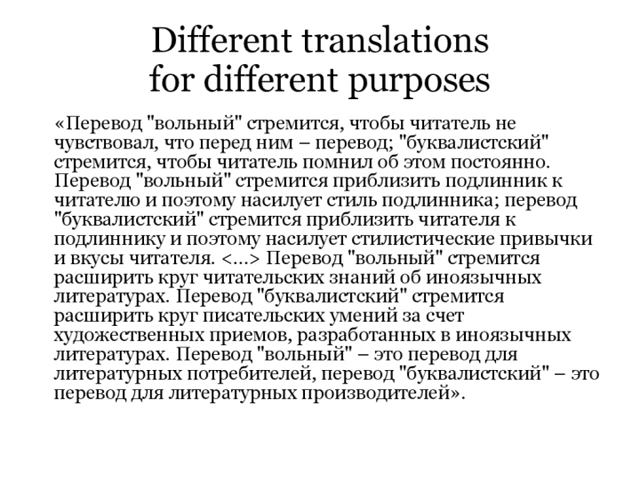 Different translations
for different purposes
«Перевод "вольный" стремится, чтобы читатель не
чувствовал, что перед ним – перевод; "буквалистский"
стремится, чтобы читатель помнил об этом постоянно.
Перевод "вольный" стремится приблизить подлинник к
читателю и поэтому насилует стиль подлинника; перевод
"буквалистский" стремится приблизить читателя к
подлиннику и поэтому насилует стилистические привычки
и вкусы читателя. <…> Перевод "вольный" стремится
расширить круг читательских знаний об иноязычных
литературах. Перевод "буквалистский" стремится
расширить круг писательских умений за счет
художественных приемов, разработанных в иноязычных
литературах. Перевод "вольный" – это перевод для
литературных потребителей, перевод "буквалистский" – это
перевод для литературных производителей».